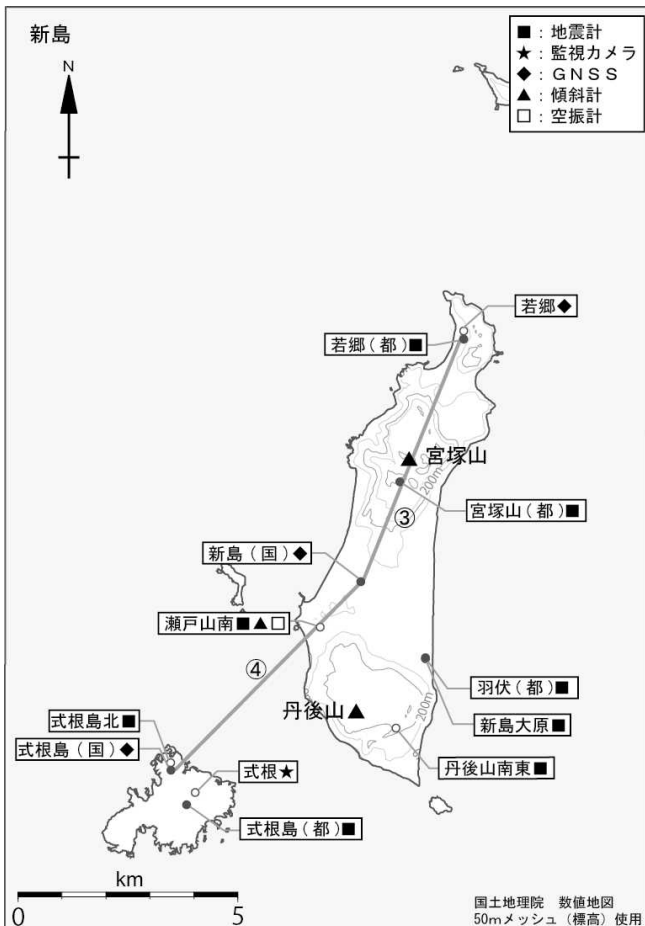 新島
N
■：地震計
★：監視カメラ
◆：ＧＮＳＳ
▲：傾斜計
□：空振計
若郷◆
若郷(都)■
宮塚山
200m
宮塚山(都)■
③
新島(国)◆
瀬戸山南■▲□
④
羽伏(都)■
丹後山
200m
新島大原■
式根島北■
式根島(国)◆
式根★
丹後山南東■
式根島(都)■
km
0 5
国土地理院　数値地図
50mメッシュ（標高）使用